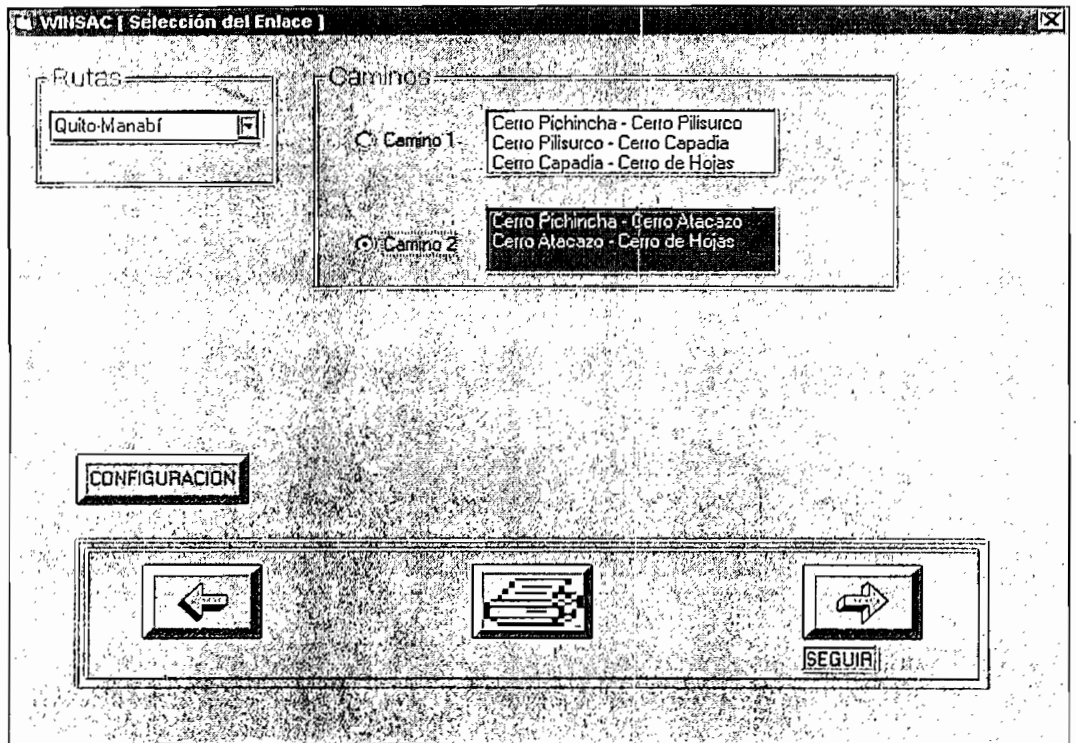 WINSAC [ Selección del Enlace ]
Rutas
Quito-Manabí
Caminos
Camino 1
Cerro Pichincha - Cerro Pilisurco
Cerro Pilisurco - Cerro Capadia
Cerro Capadia - Cerro de Hojas
Camino 2
Cerro Pichincha - Cerro Atacazo
Cerro Atacazo - Cerro de Hojas
CONFIGURACION
SEGUIR